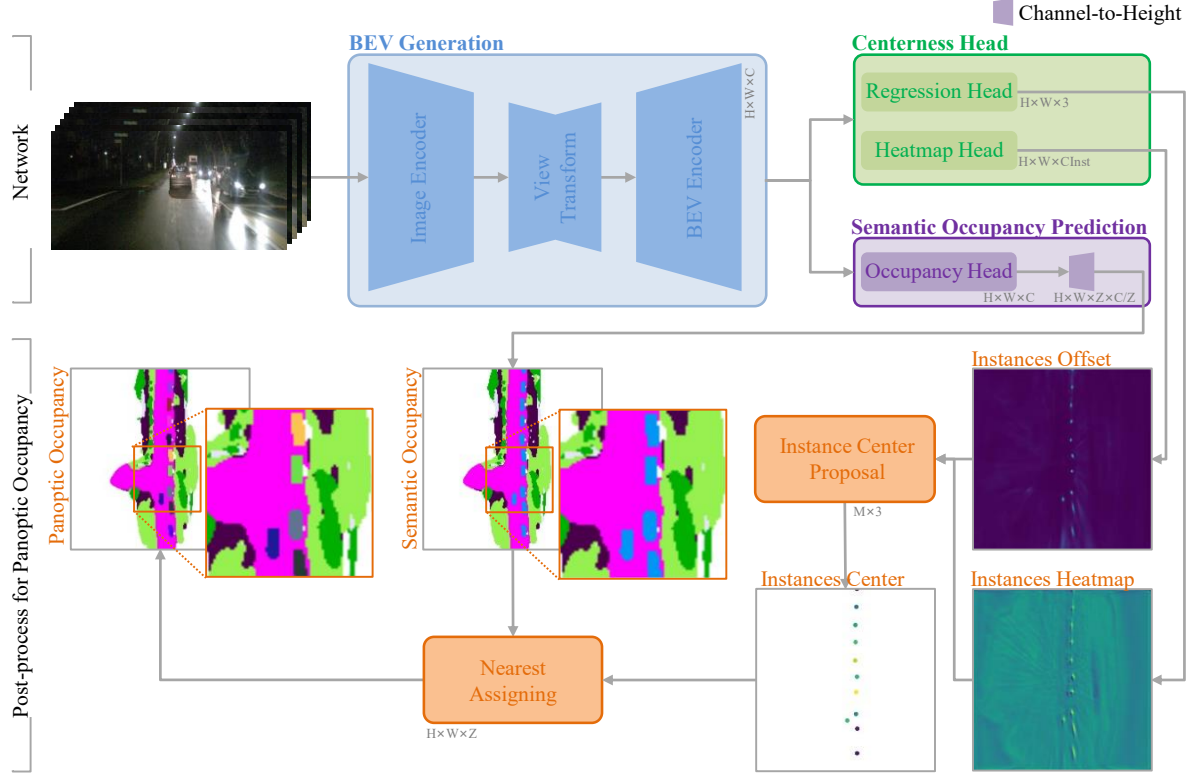 Channel-to-Height
BEV Generation
Centerness Head
Network
Image Encoder
View
Transform
BEV Encoder
H×W×C
Regression Head
H×W×3
Heatmap Head
H×W×CInst
Semantic Occupancy Prediction
Occupancy Head
H×W×C
H×W×Z×C/Z
Post-process for Panoptic Occupancy
Panoptic Occupancy
Semantic Occupancy
Instance Center
Proposal
M×3
Instances Offset
Instances Center
Instances Heatmap
Nearest
Assigning
H×W×Z